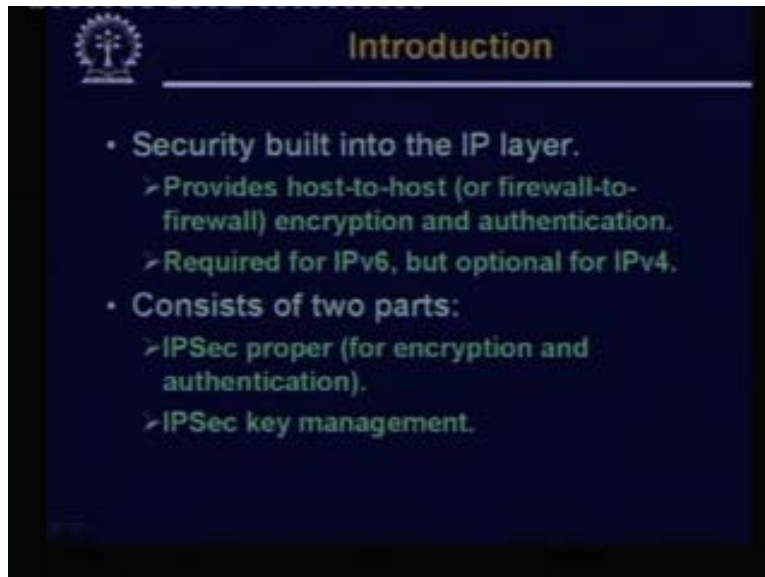 Introduction
• Security built into the IP layer.
➢Provides host-to-host (or firewall-to-
firewall) encryption and authentication.
➢Required for IPv6, but optional for IPv4.
• Consists of two parts:
➢IPSec proper (for encryption and
authentication).
➢IPSec key management.